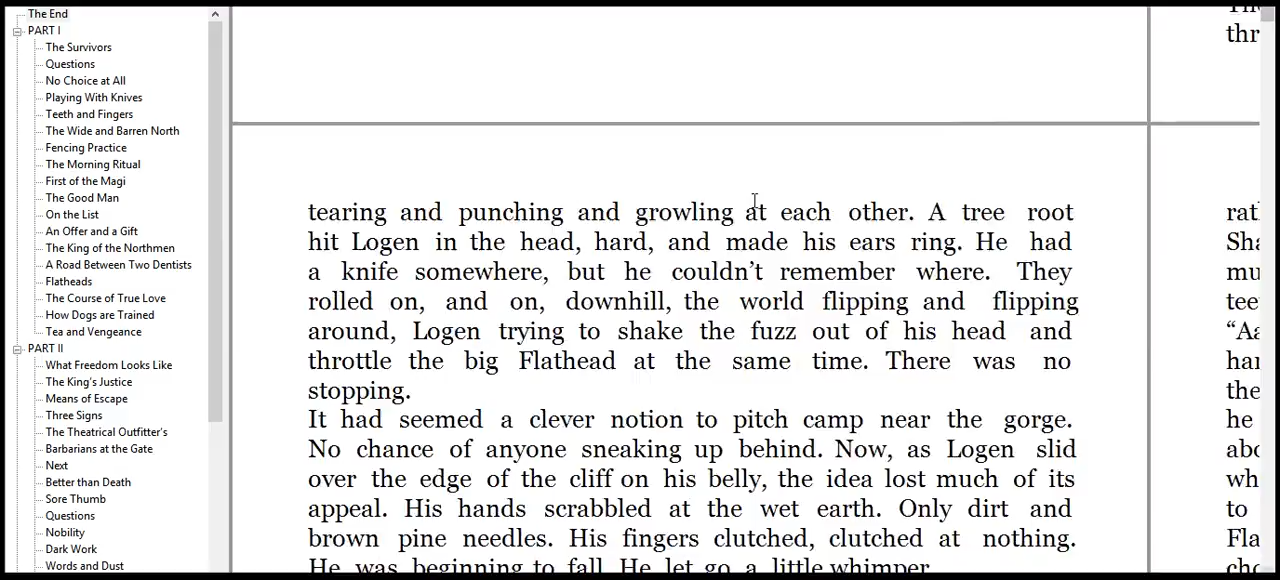 The End
PART I
The Survivors
Questions
No Choice at All
Playing With Knives
Teeth and Fingers
The Wide and Barren North
Fencing Practice
The Morning Ritual
First of the Magi
The Good Man
On the List
An Offer and a Gift
The King of the Northmen
A Road Between Two Dentists
Flatheads
The Course of True Love
How Dogs are Trained
Tea and Vengeance
PART II
What Freedom Looks Like
The King's Justice
Means of Escape
Three Signs
The Theatrical Outfitter's
Barbarians at the Gate
Next
Better than Death
Sore Thumb
Questions
Nobility
Dark Work
Words and Dust
tearing and punching and growling at each other. A tree root
hit Logen in the head, hard, and made his ears ring. He had
a knife somewhere, but he couldn’t remember where. They
rolled on, and on, downhill, the world flipping and flipping
around, Logen trying to shake the fuzz out of his head and
throttle the big Flathead at the same time. There was no
stopping.
It had seemed a clever notion to pitch camp near the gorge.
No chance of anyone sneaking up behind. Now, as Logen slid
over the edge of the cliff on his belly, the idea lost much of its
appeal. His hands scrabbled at the wet earth. Only dirt and
brown pine needles. His fingers clutched, clutched at nothing.
He was beginning to fall. He let go a little whimper.
thr
rat
Sha
mu
tee
“Aa
har
the
he
abo
wh
to
Fla